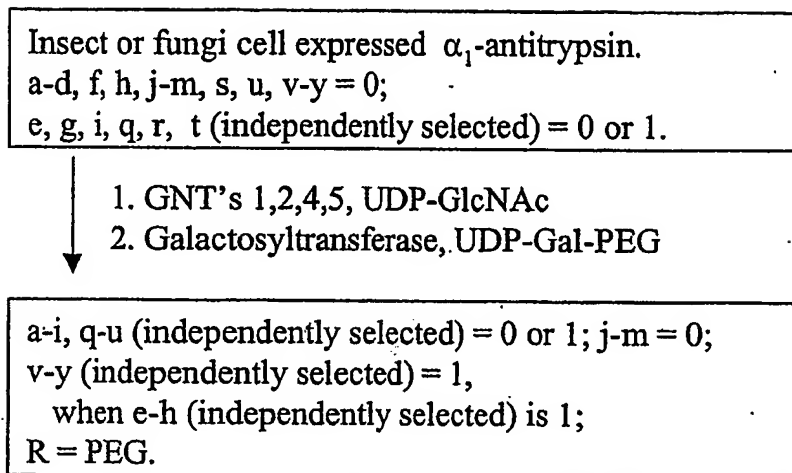 Insect or fungi cell expressed α₁-antitrypsin.
a-d, f, h, j-m, s, u, v-y = 0;
e, g, i, q, r, t (independently selected) = 0 or 1.
1. GNT's 1,2,4,5, UDP-GlcNAc
2. Galactosyltransferase, UDP-Gal-PEG
a-i, q-u (independently selected) = 0 or 1; j-m = 0;
v-y (independently selected) = 1,
when e-h (independently selected) is 1;
R = PEG.